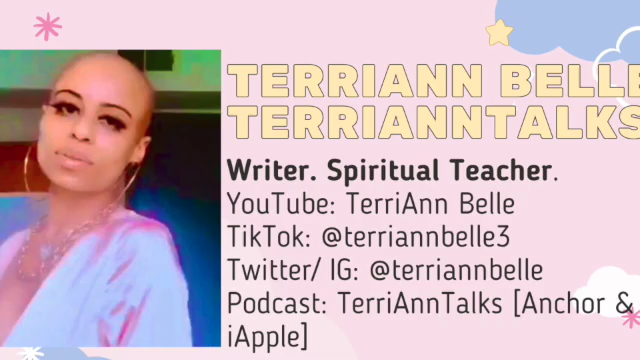 TERRIANN BELLE
TERRIANNTALKS
Writer. Spiritual Teacher.
YouTube: TerriAnn Belle
TikTok: @terriannbelle3
Twitter/ IG: @terriannbelle
Podcast: TerriAnnTalks [Anchor &
iApple]